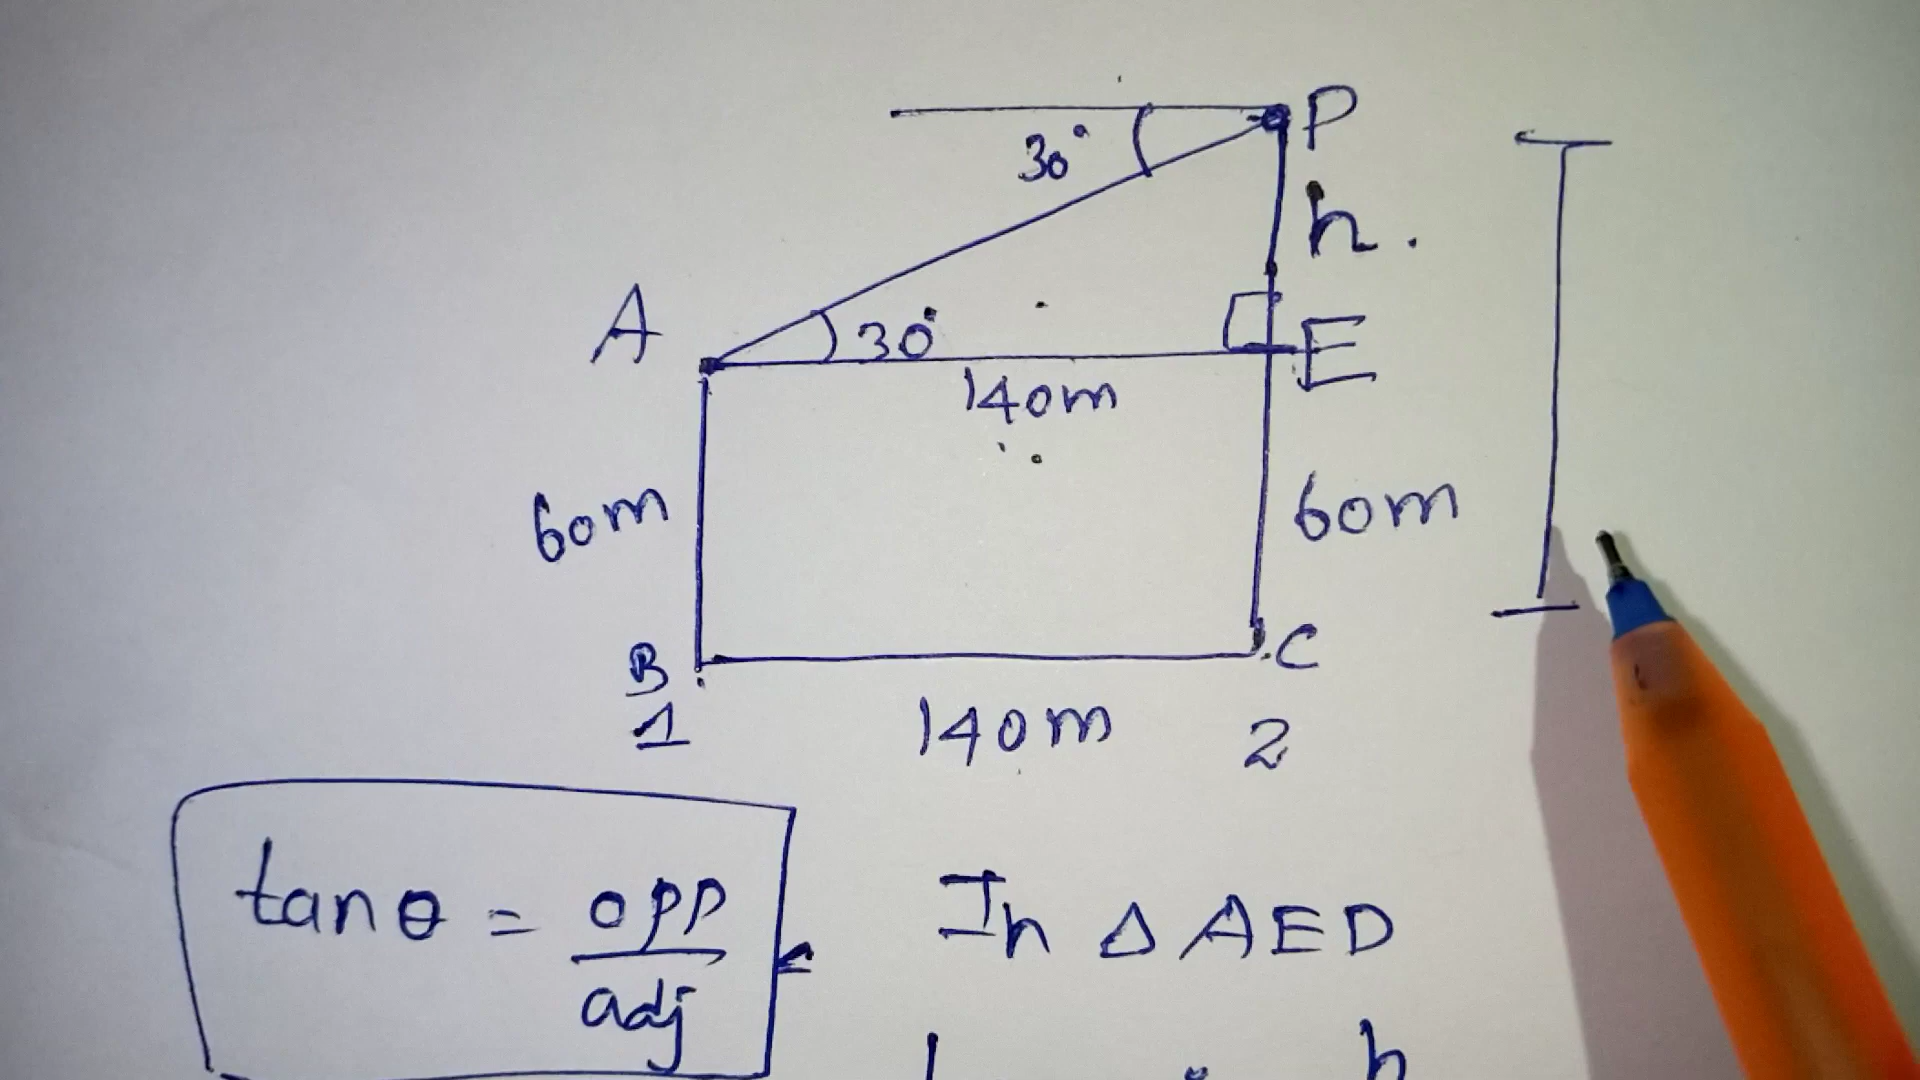 P
30°
h.
A
30°
E
140m
60m
60m
B
C
1
140m
2
tanθ = opp
adj
In Δ AED
h